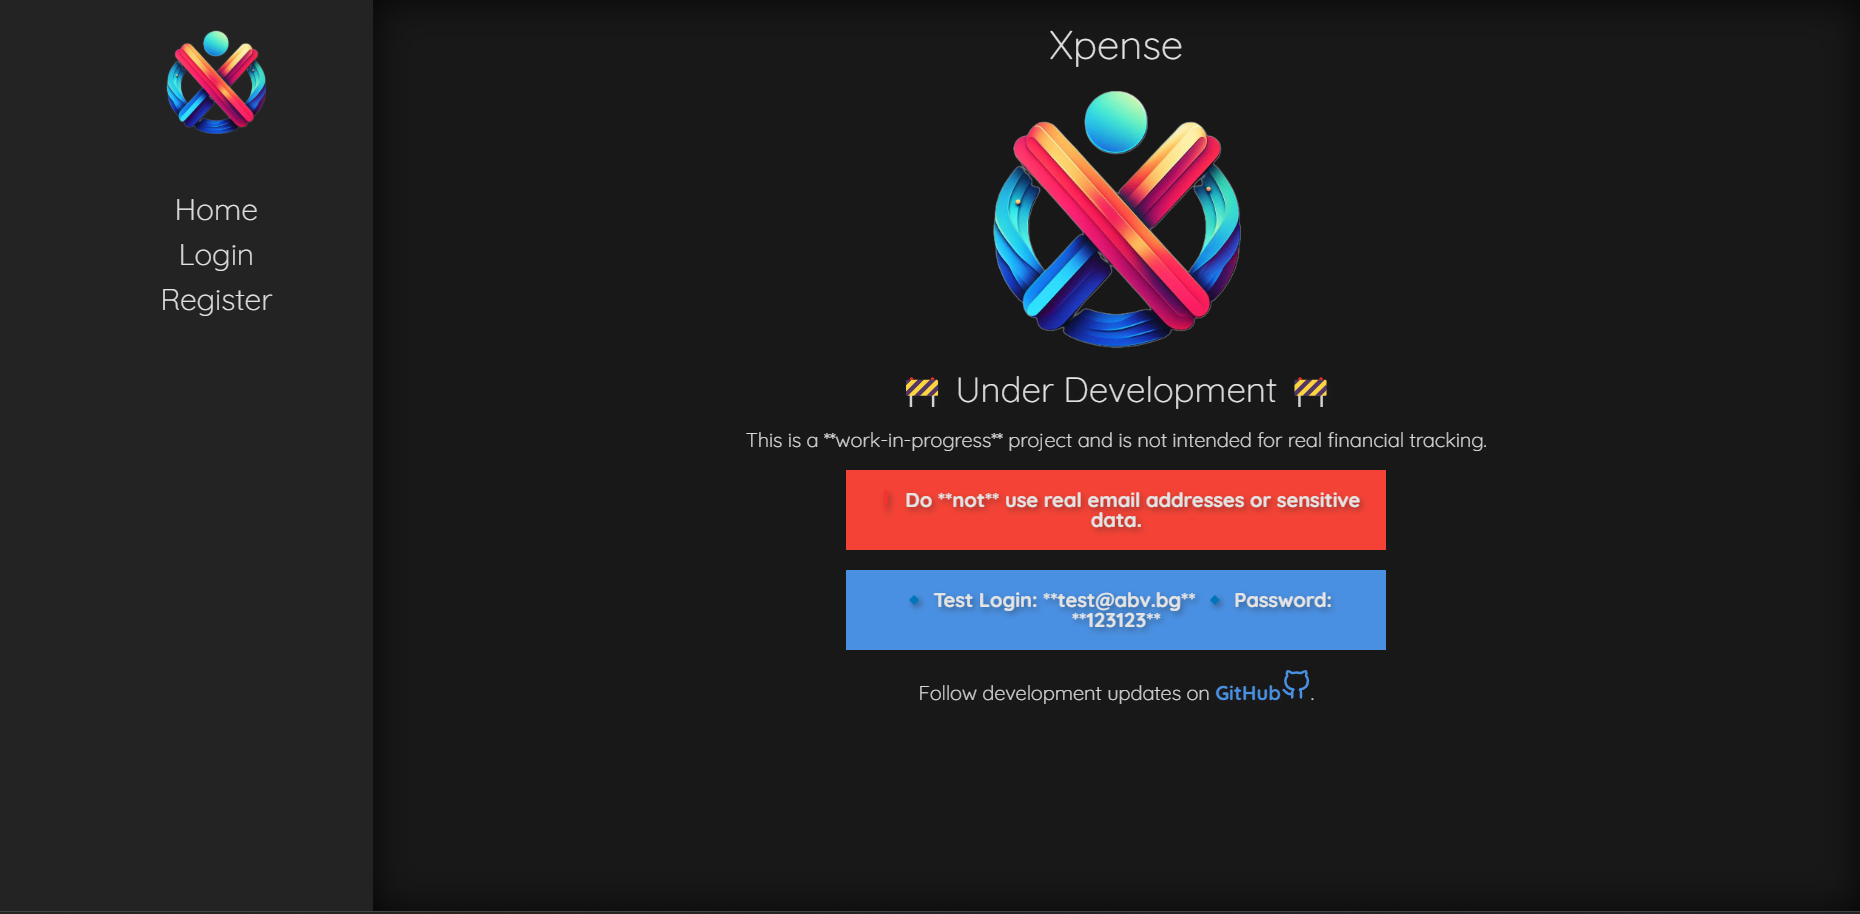 Home
Login
Register
Xpense
🚧 Under Development 🚧
This is a **work-in-progress** project and is not intended for real financial tracking.
❗ Do **not** use real email addresses or sensitive
data.
🔹 Test Login: **test@abv.bg** 🔹 Password:
**123123**
Follow development updates on GitHub.